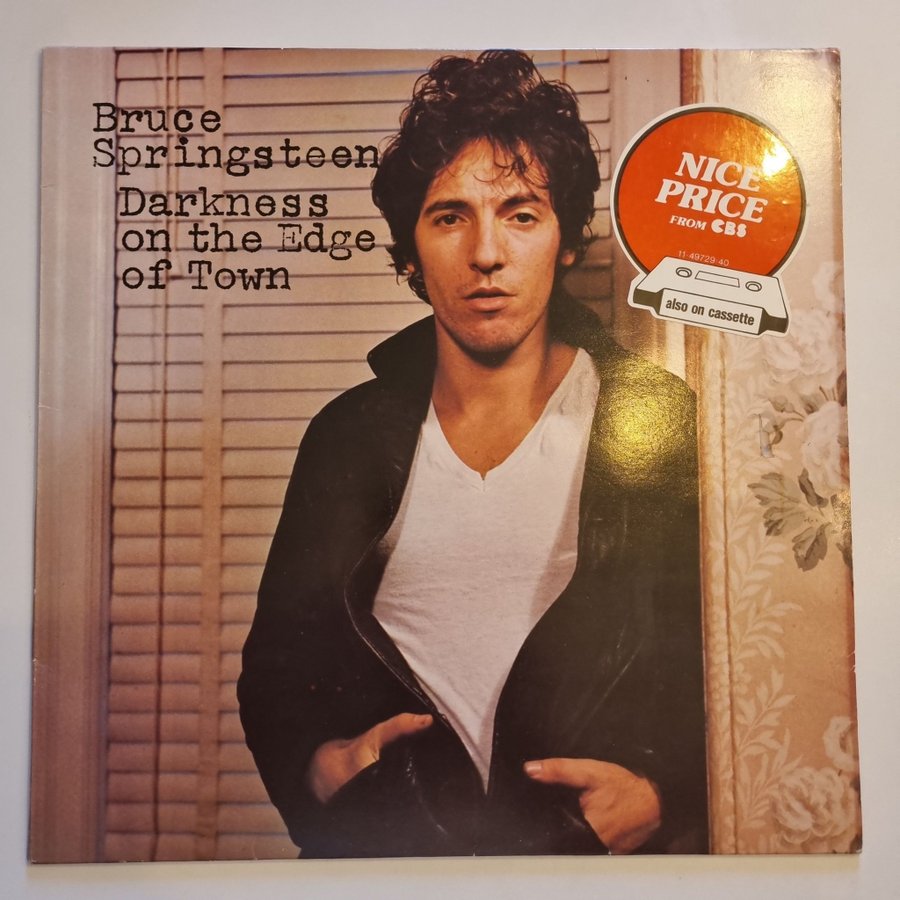 Bruce
Springsteen
Darkness
on the Edge
of Town
NICE
PRICE
FROM CBS
11-49729-40
also on cassette